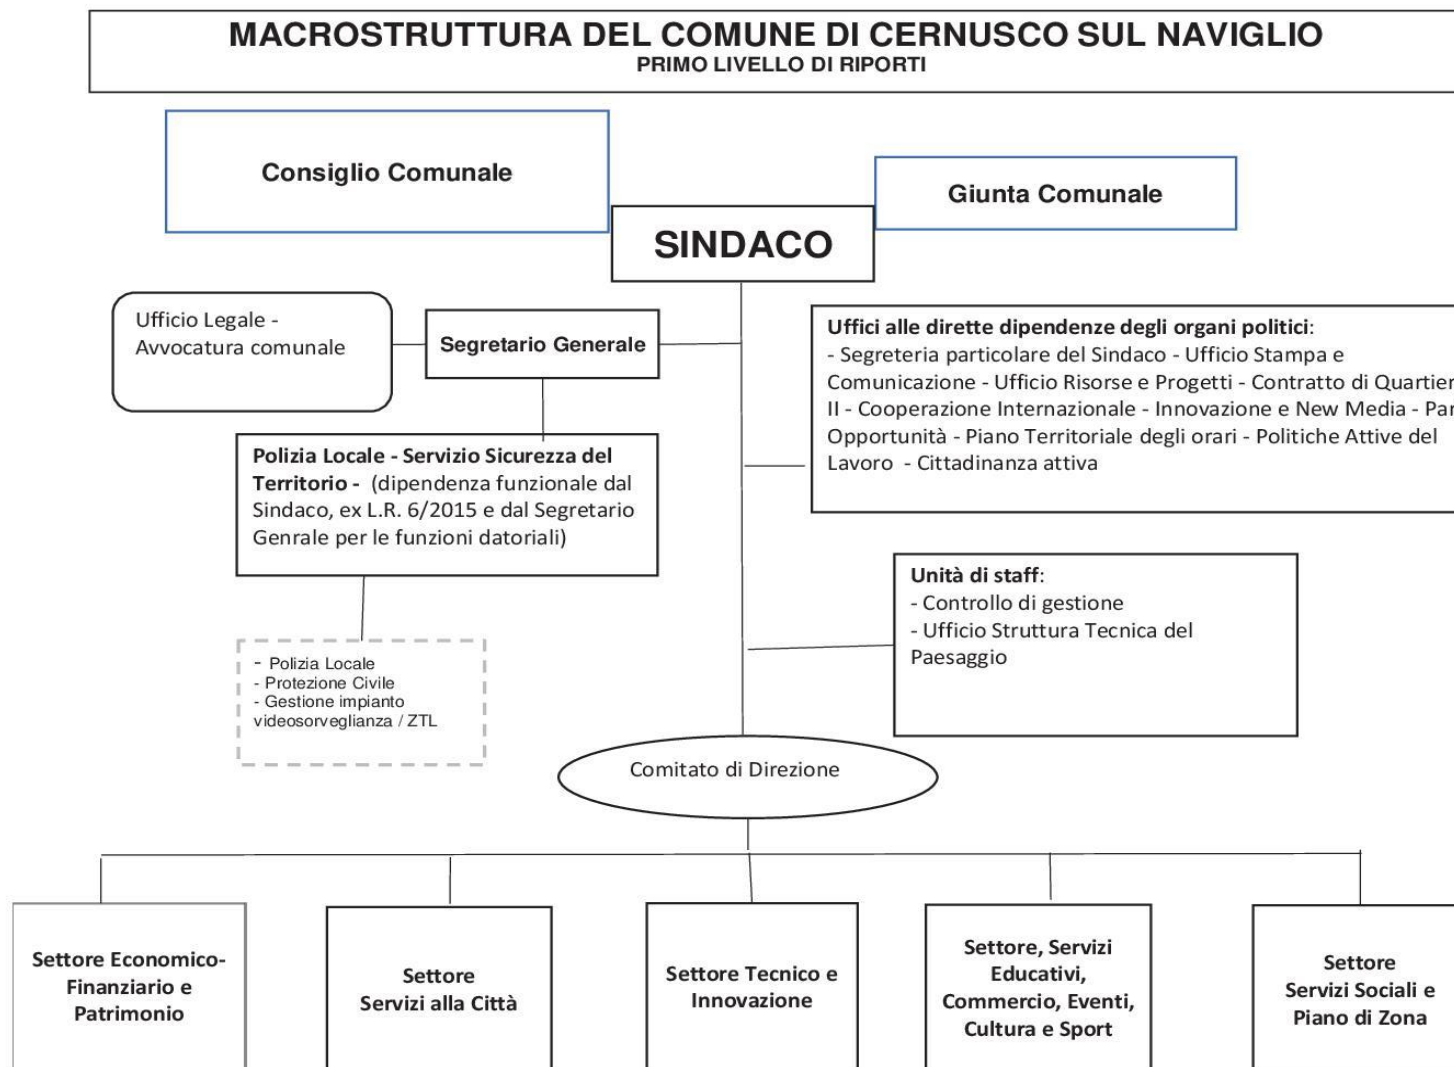 MACROSTRUTTURA DEL COMUNE DI CERNUSCO SUL NAVIGLIO
PRIMO LIVELLO DI RIPORTI
Consiglio Comunale
Giunta Comunale
SINDACO
Ufficio Legale -
Avvocatura comunale
Segretario Generale
Uffici alle dirette dipendenze degli organi politici:
- Segreteria particolare del Sindaco - Ufficio Stampa e
Comunicazione - Ufficio Risorse e Progetti - Contratto di Quartier
II - Cooperazione Internazionale - Innovazione e New Media - Par
Opportunità - Piano Territoriale degli orari - Politiche Attive del
Lavoro - Cittadinanza attiva
Polizia Locale - Servizio Sicurezza del
Territorio - (dipendenza funzionale dal
Sindaco, ex L.R. 6/2015 e dal Segretario
Genrale per le funzioni datoriali)
Unità di staff:
- Controllo di gestione
- Ufficio Struttura Tecnica del
Paesaggio
- Polizia Locale
- Protezione Civile
- Gestione impianto
videosorveglianza / ZTL
Comitato di Direzione
Settore Economico-
Finanziario e
Patrimonio
Settore
Servizi alla Città
Settore Tecnico e
Innovazione
Settore, Servizi
Educativi,
Commercio, Eventi,
Cultura e Sport
Settore
Servizi Sociali e
Piano di Zona